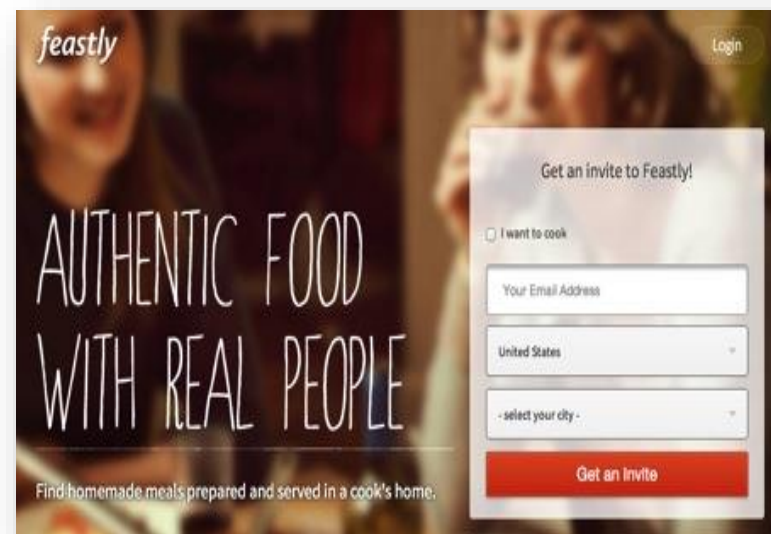 feastly
Login
AUTHENTIC FOOD
WITH REAL PEOPLE
Find homemade meals prepared and served in a cook's home.
Get an invite to Feastly!
I want to cook
Your Email Address
United States
- select your city -
Get an Invite